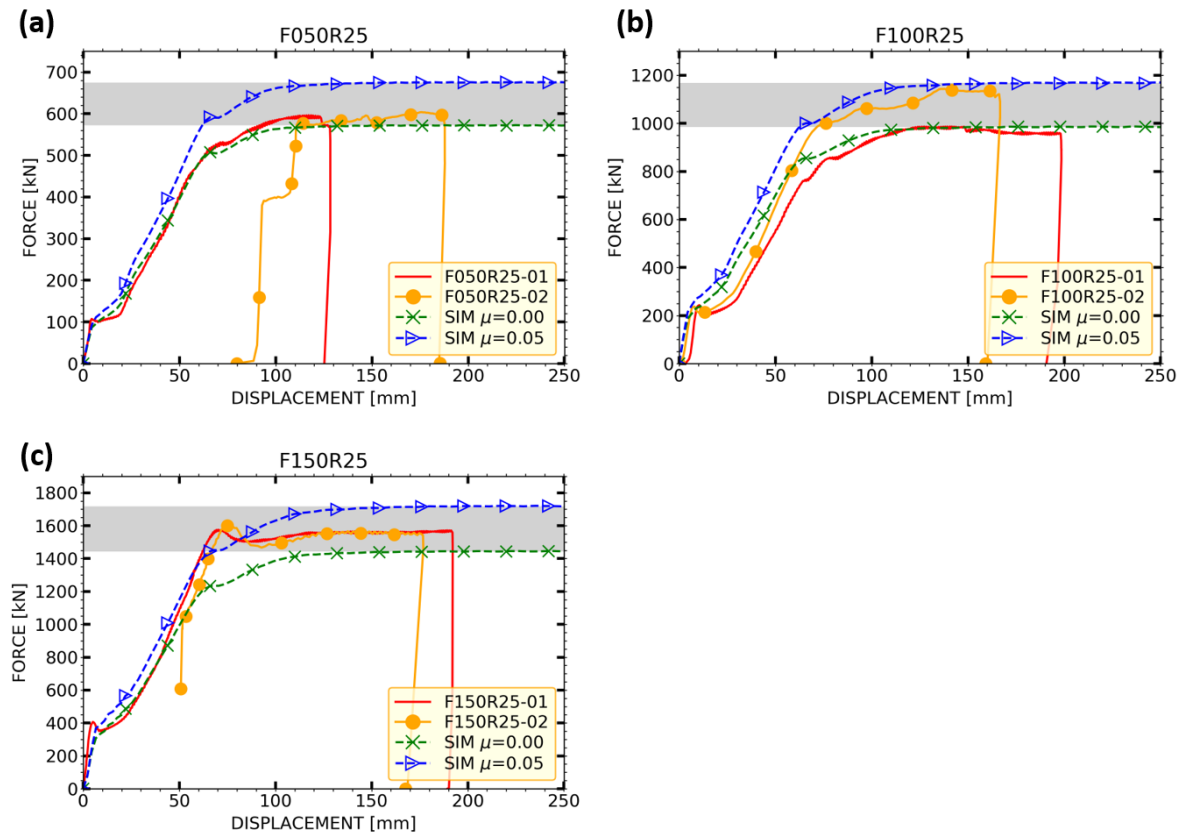 (a)
F050R25
FORCE [kN]
700
600
500
400
300
200
100
0
0 50 100 150 200 250
DISPLACEMENT [mm]
F050R25-01
F050R25-02
SIM μ=0.00
SIM μ=0.05
(b)
F100R25
FORCE [kN]
1200
1000
800
600
400
200
0
0 50 100 150 200 250
DISPLACEMENT [mm]
F100R25-01
F100R25-02
SIM μ=0.00
SIM μ=0.05
(c)
F150R25
FORCE [kN]
1800
1600
1400
1200
1000
800
600
400
200
0
0 50 100 150 200 250
DISPLACEMENT [mm]
F150R25-01
F150R25-02
SIM μ=0.00
SIM μ=0.05